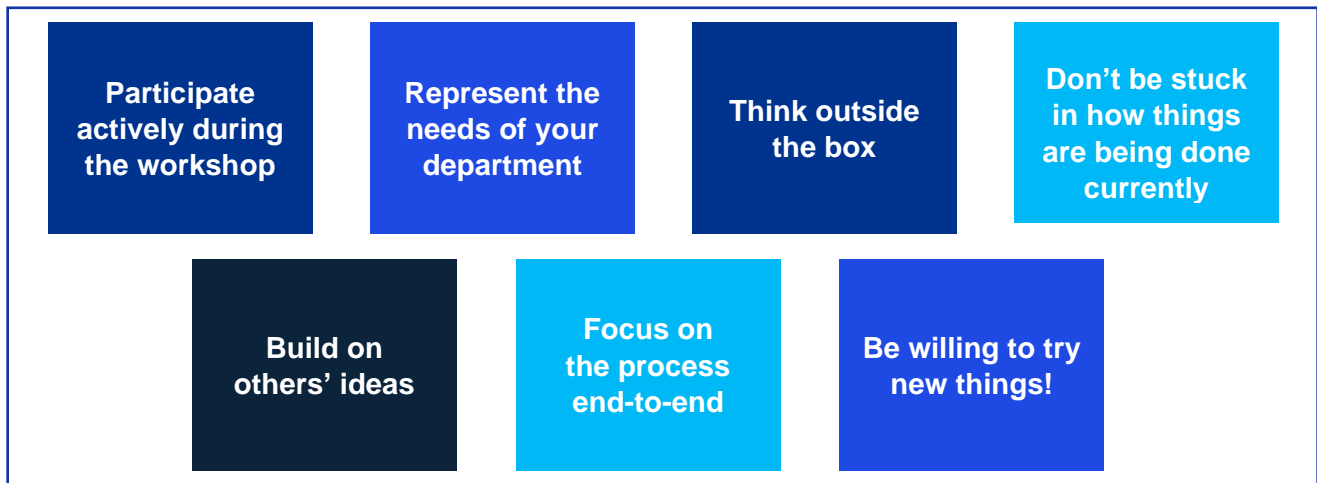 Participate
actively during
the workshop
Represent the
needs of your
department
Think outside
the box
Don’t be stuck
in how things
are being done
currently
Build on
others’ ideas
Focus on
the process
end-to-end
Be willing to try
new things!